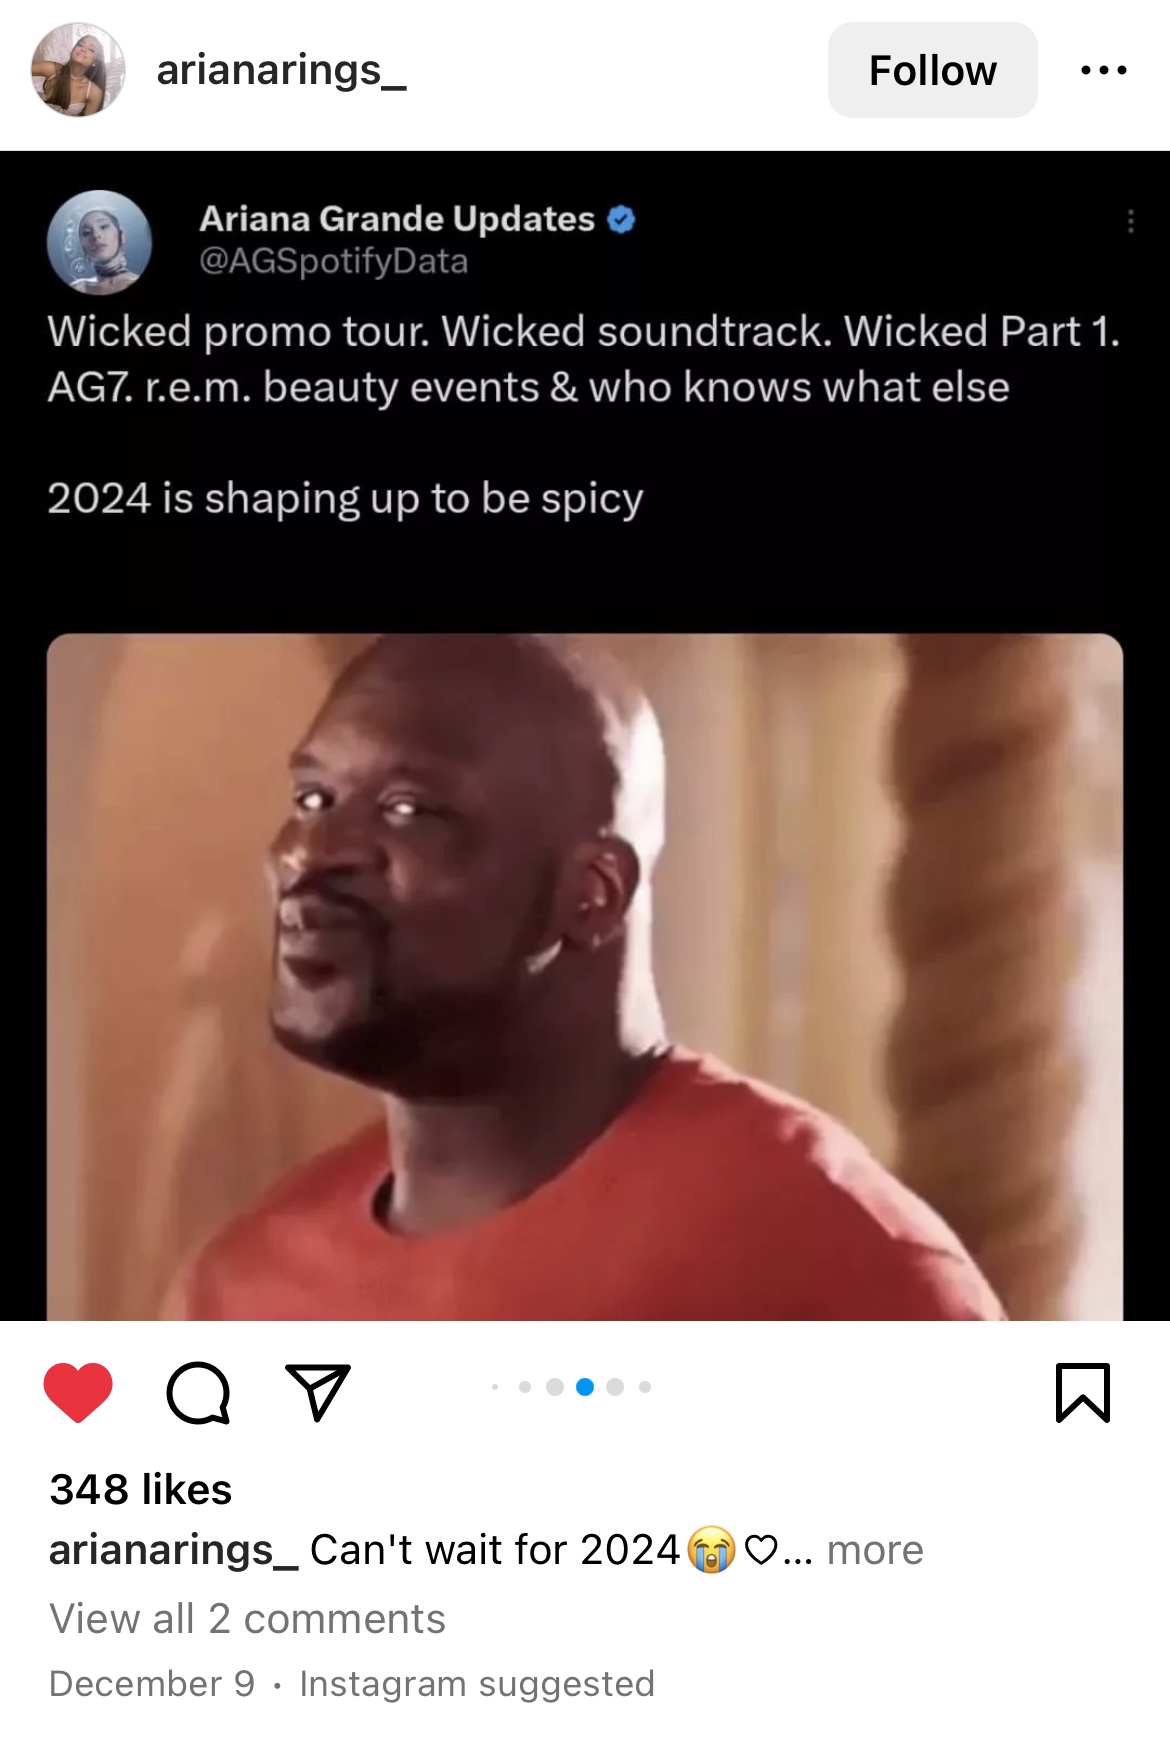 arianarings_
Follow
Ariana Grande Updates
@AGSpotifyData
Wicked promo tour. Wicked soundtrack. Wicked Part 1.
AG7. r.e.m. beauty events & who knows what else
2024 is shaping up to be spicy
348 likes
arianarings_ Can't wait for 2024😭♡... more
View all 2 comments
December 9 · Instagram suggested